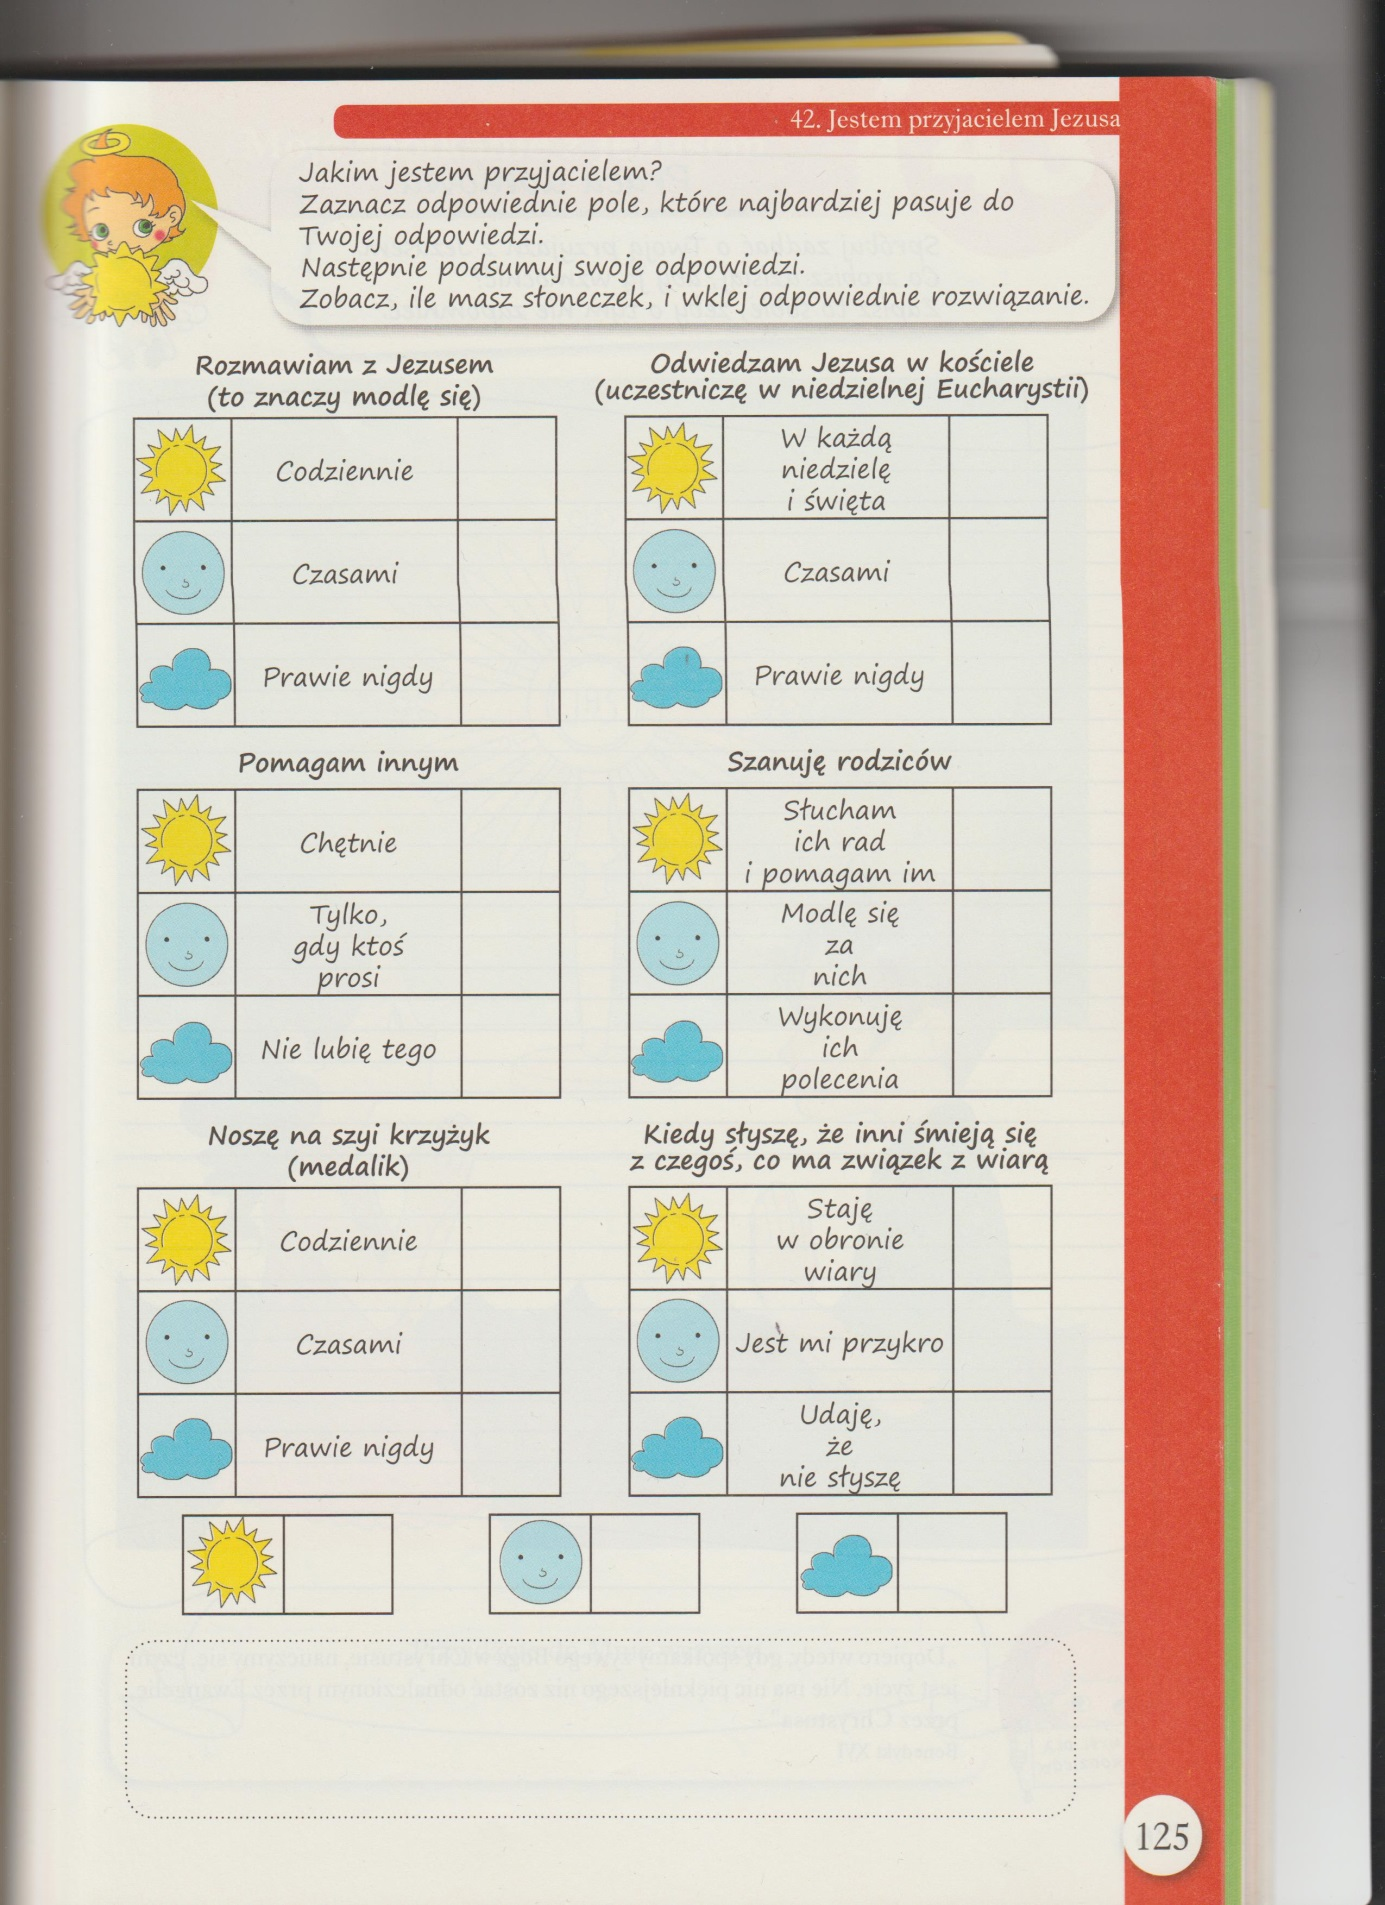 42. Jestem przyjacielem Jezusa
Jakim jestem przyjacielem?
Zaznacz odpowiednie pole, które najbardziej pasuje do
Twojej odpowiedzi.
Następnie podsumuj swoje odpowiedzi.
Zobacz, ile masz słoneczek, i wklej odpowiednie rozwiązanie.
Rozmawiam z Jezusem
(to znaczy modlę się)
Codziennie
Czasami
Prawie nigdy
Odwiedzam Jezusa w kościele
(uczestniczę w niedzielnej Eucharystii)
W każdą
niedzielę
i święta
Czasami
Prawie nigdy
Pomagam innym
Chętnie
Tylko,
gdy ktoś
prosi
Nie lubię tego
Szanuję rodziców
Słucham
ich rad
i pomagam im
Modlę się
za
nich
Wykonuję
ich
polecenia
Noszę na szyi krzyżyk
(medalik)
Codziennie
Czasami
Prawie nigdy
Kiedy słyszę, że inni śmieją się
z czegoś, co ma związek z wiarą
Staję
w obronie
wiary
Jest mi przykro
Udaję,
że
nie słyszę
125